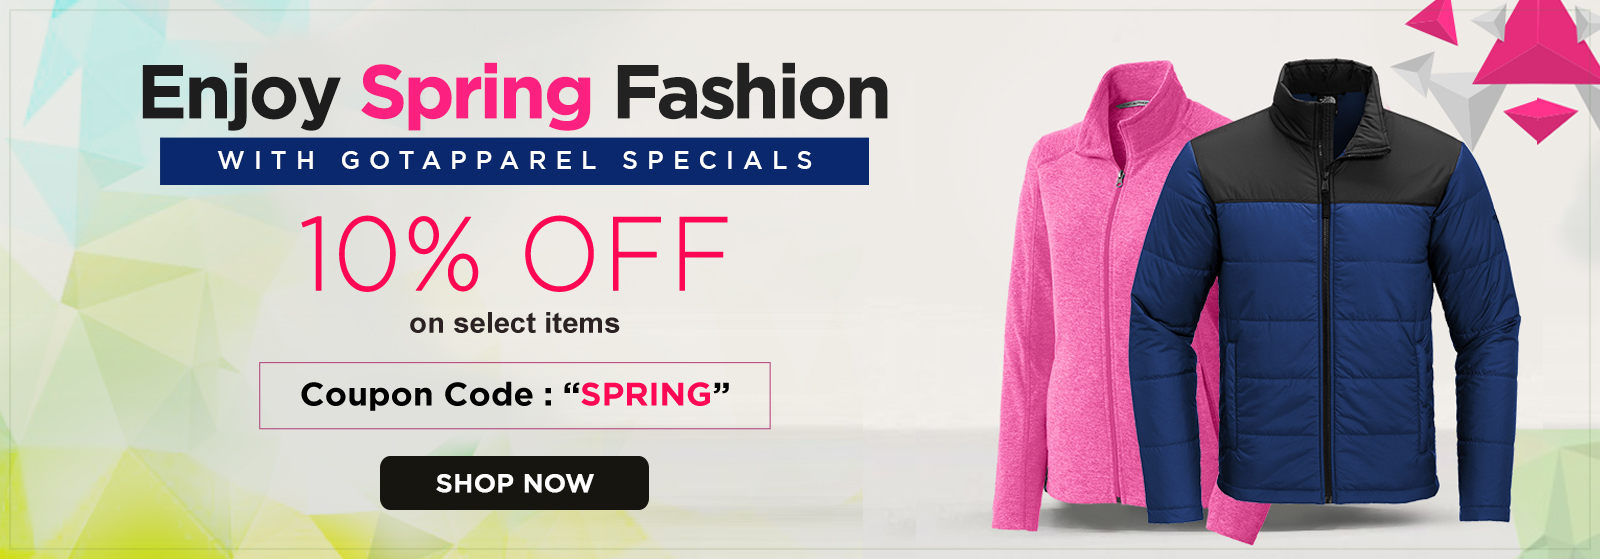 Enjoy Spring Fashion
WITH GOTAPPAREL SPECIALS
10% OFF
on select items
Coupon Code : “SPRING”
SHOP NOW